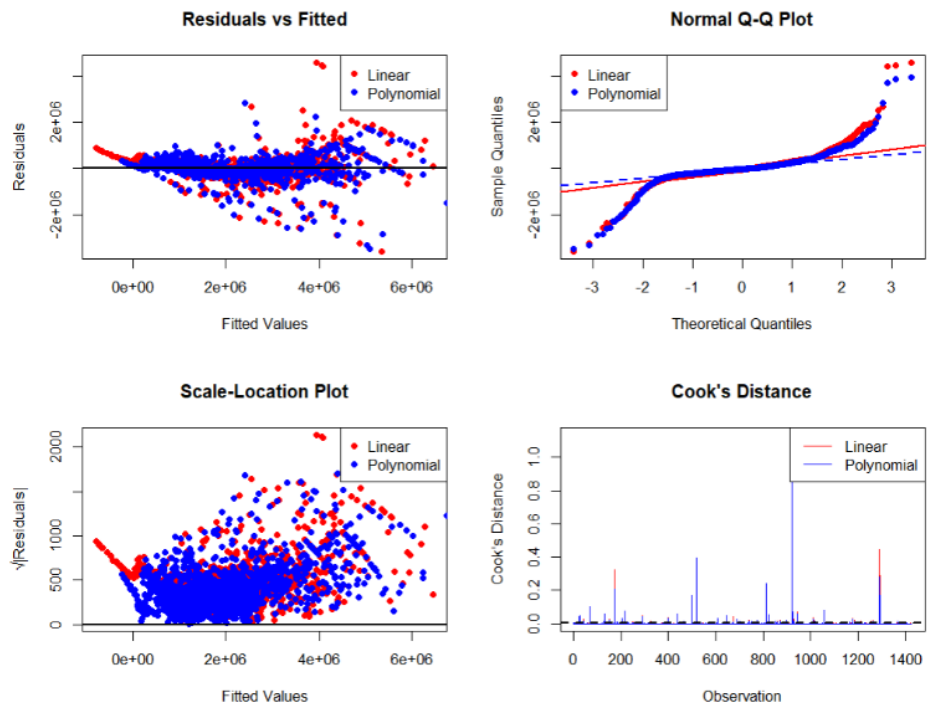 Residuals vs Fitted
Residuals
-2e+06
2e+06
Linear
Polynomial
0e+00
2e+06
4e+06
6e+06
Fitted Values
Normal Q-Q Plot
Sample Quantiles
-2e+06
2e+06
Linear
Polynomial
-3
-2
-1
0
1
2
3
Theoretical Quantiles
Scale-Location Plot
√|Residuals|
0
500
1000
2000
Linear
Polynomial
0e+00
2e+06
4e+06
6e+06
Fitted Values
Cook's Distance
Cook's Distance
0.0
0.2
0.4
0.6
0.8
1.0
Linear
Polynomial
0
200
400
600
800
1000
1200
1400
Observation